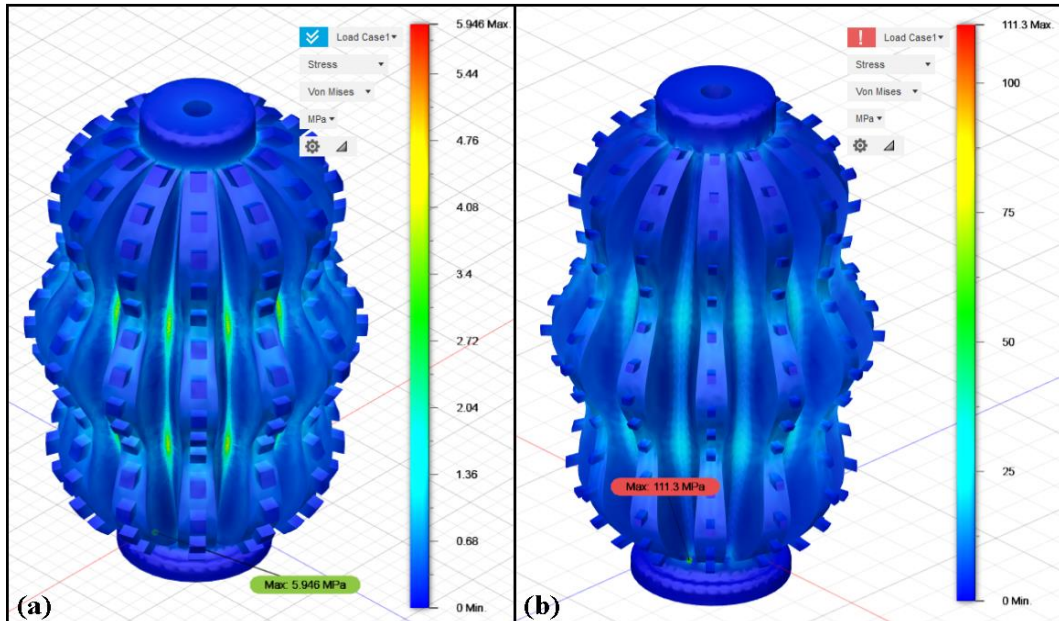 Load Case1
Stress
Von Mises
MPa
5.946 Max.
5.44
4.76
4.08
3.4
2.72
2.04
1.36
0.68
0 Min.
Max: 5.946 MPa
(a)
Load Case1
Stress
Von Mises
MPa
111.3 Max.
100
75
50
25
0 Min.
Max: 111.3 MPa
(b)